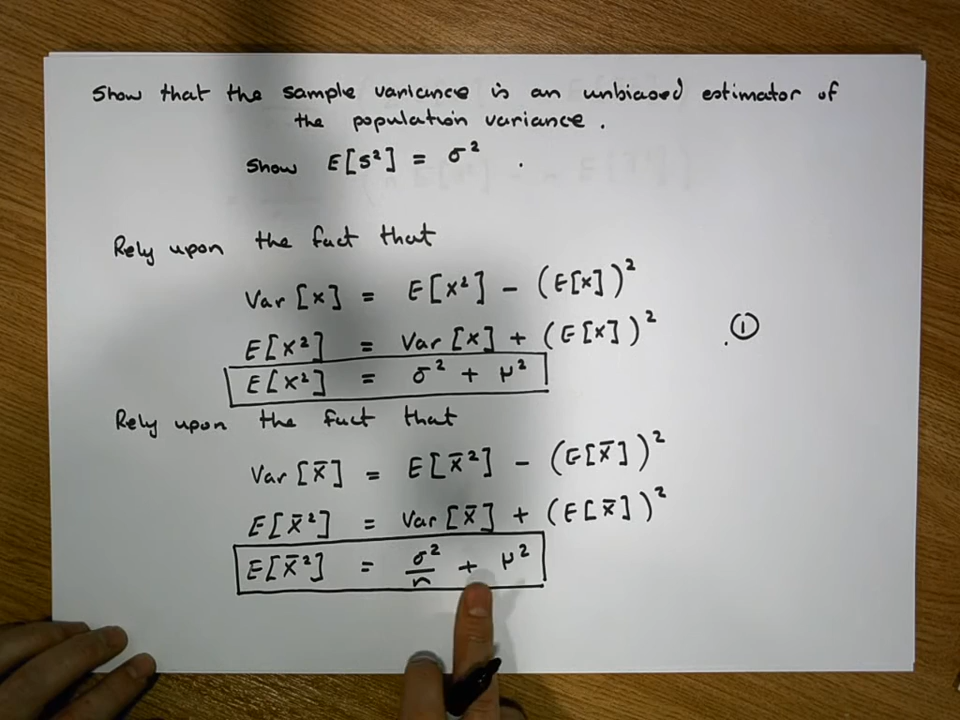 Show that the sample variance is an unbiased estimator of
the population variance.
Show E[S²] = σ².
Rely upon the fact that
Var[X] = E[X²] - (E[X])²
E[X²] = Var[X] + (E[X])² ①
E[X²] = σ² + μ²
Rely upon the fact that
Var[X̄] = E[X̄²] - (E[X̄])²
E[X̄²] = Var[X̄] + (E[X̄])²
E[X̄²] = σ²/n + μ²